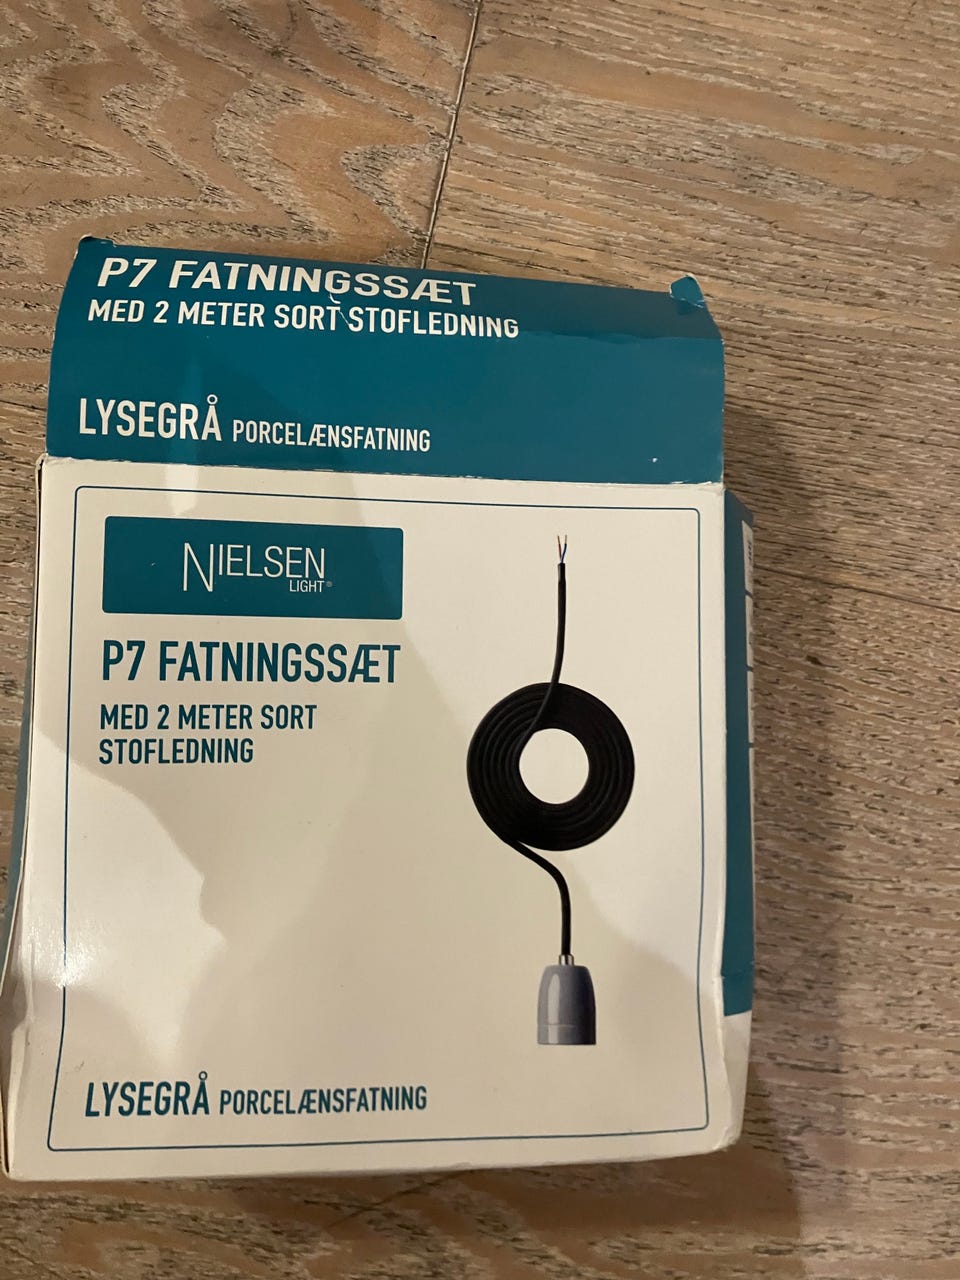 P7 FATNINGSSÆT
MED 2 METER SORT STOFLEDNING
LYSEGRÅ PORCELÆNSFATNING
NIELSEN
LIGHT®
P7 FATNINGSSÆT
MED 2 METER SORT
STOFLEDNING
LYSEGRÅ PORCELÆNSFATNING